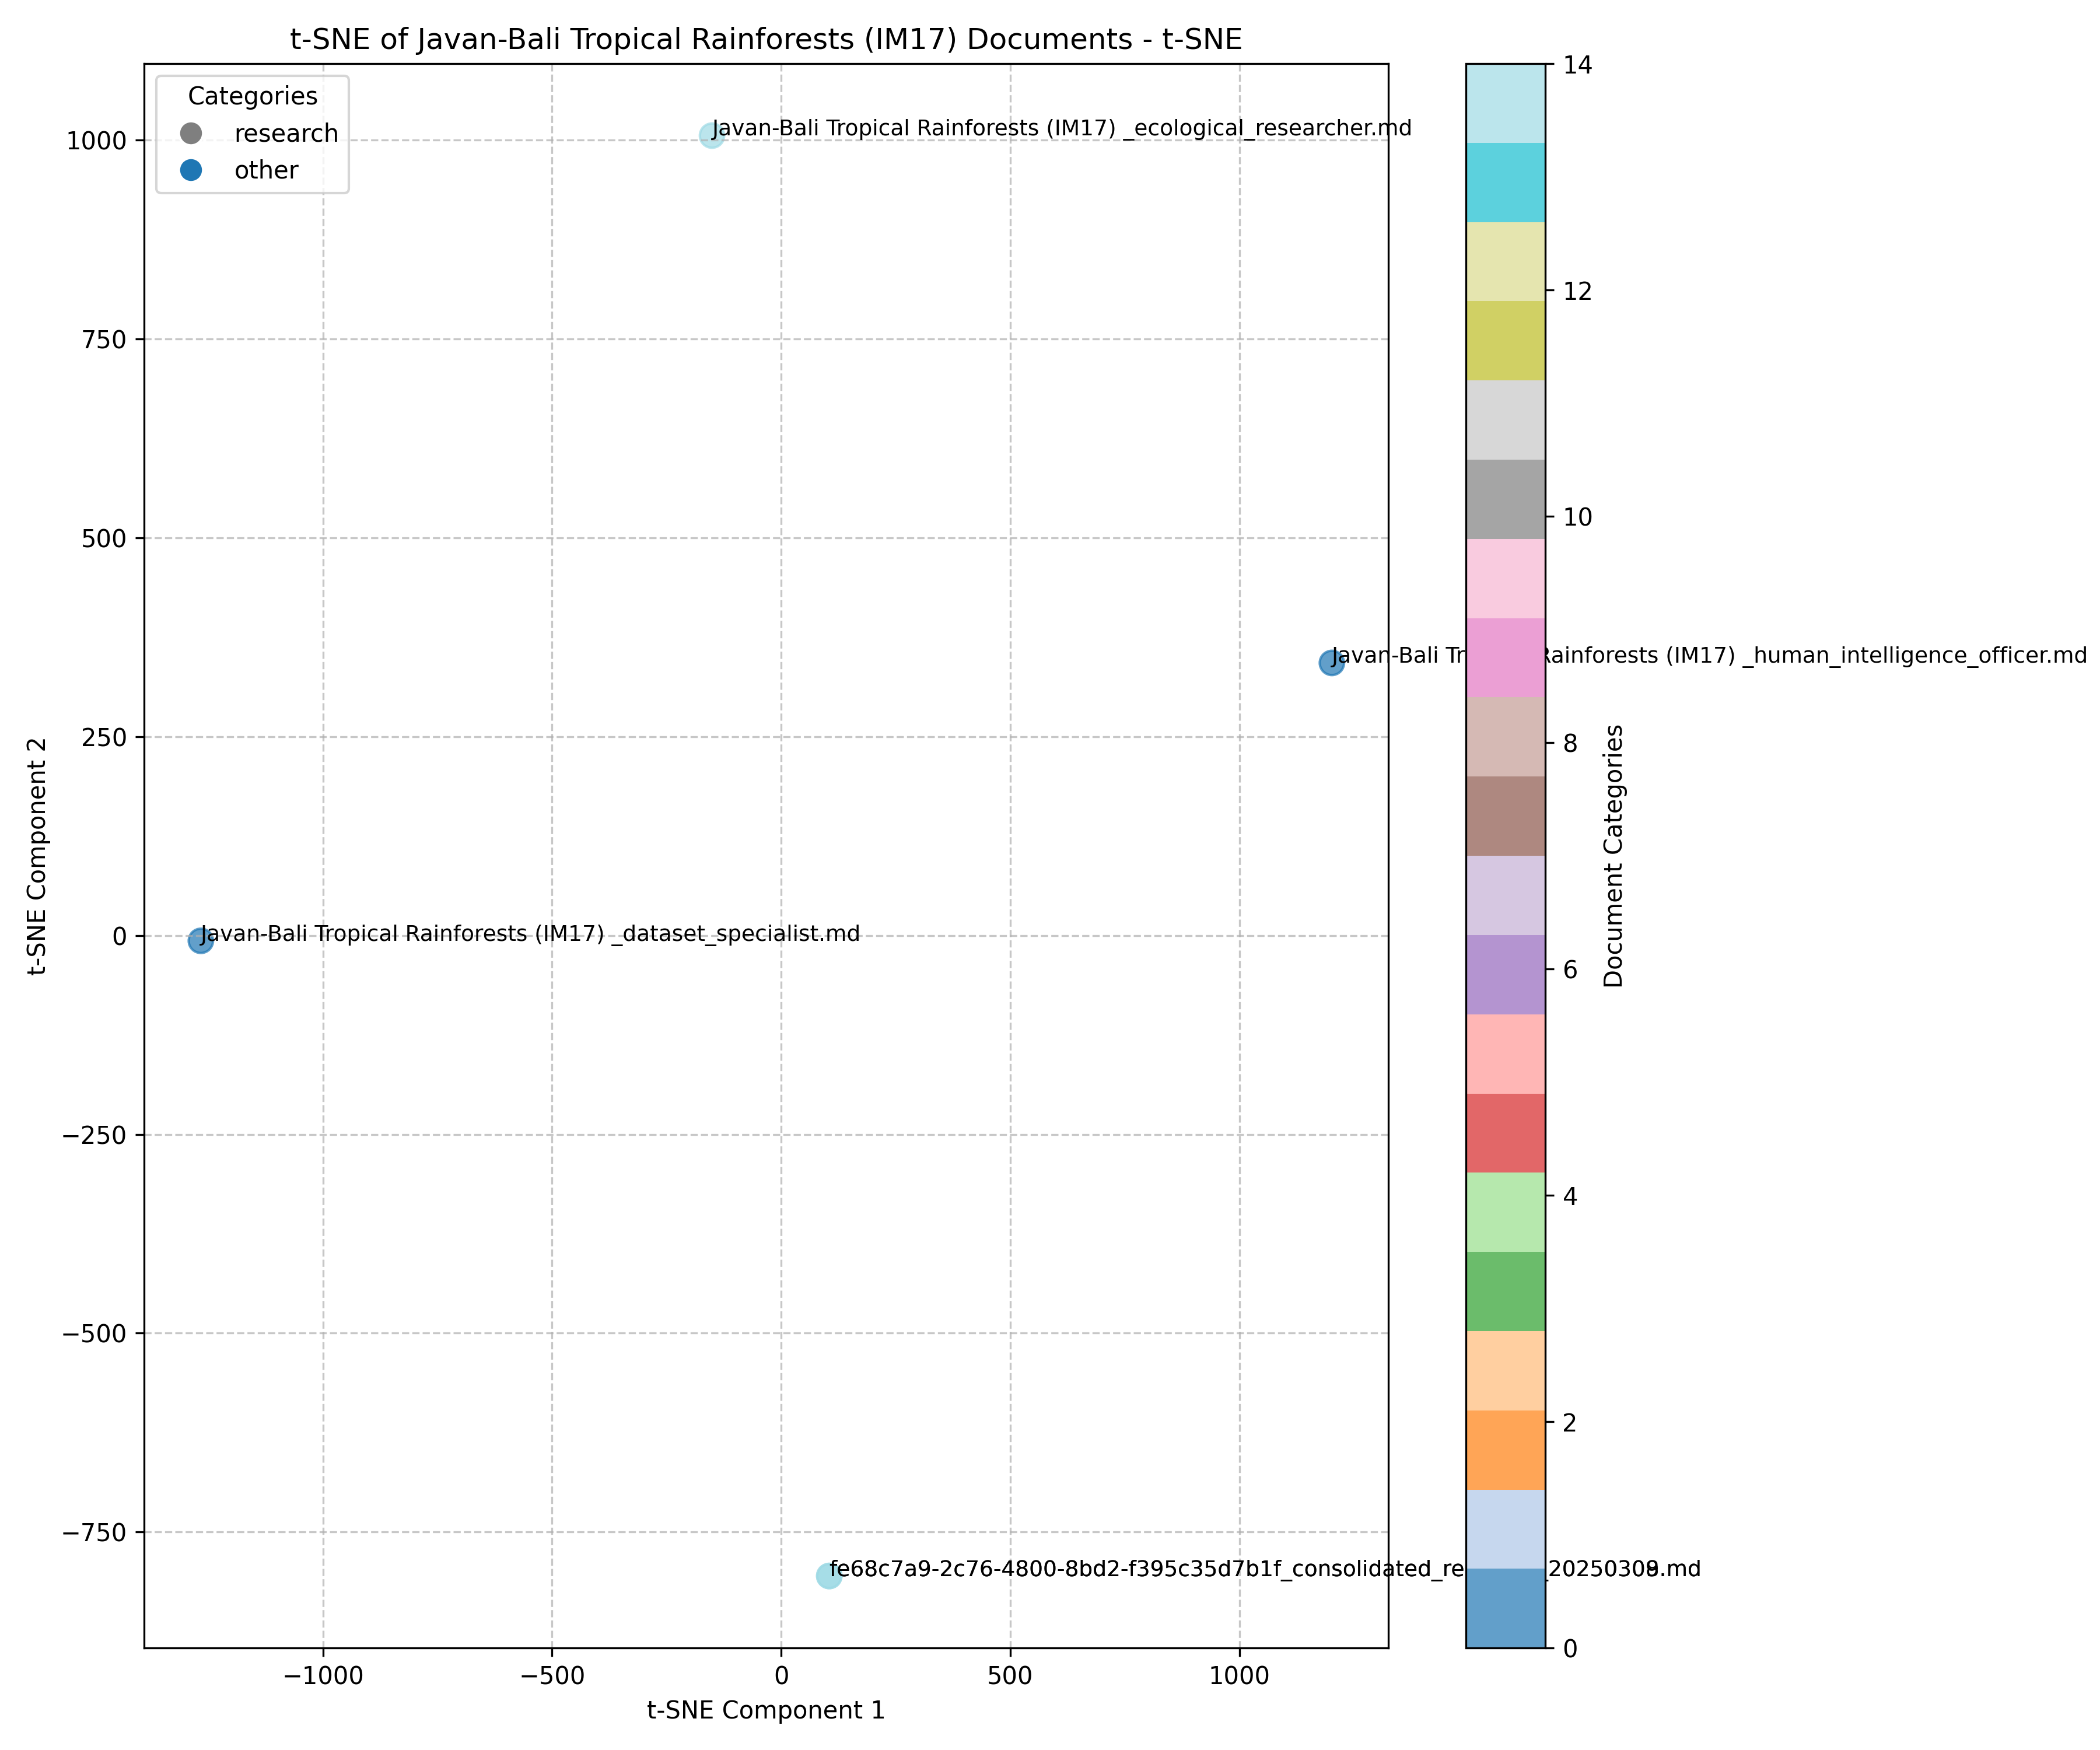 t-SNE of Javan-Bali Tropical Rainforests (IM17) Documents - t-SNE
Categories
research
other
Javan-Bali Tropical Rainforests (IM17) _ecological_researcher.md
Javan-Bali Tr Rainforests (IM17) _human_intelligence_officer.md
Javan-Bali Tropical Rainforests (IM17) _dataset_specialist.md
fe68c7a9-2c76-4800-8bd2-f395c35d7b1f_consolidated_re
1000
750
500
250
0
−250
−500
−750
t-SNE Component 2
−1000
−500
0
500
1000
t-SNE Component 1
14
12
10
8
6
4
2
0
Document Categories